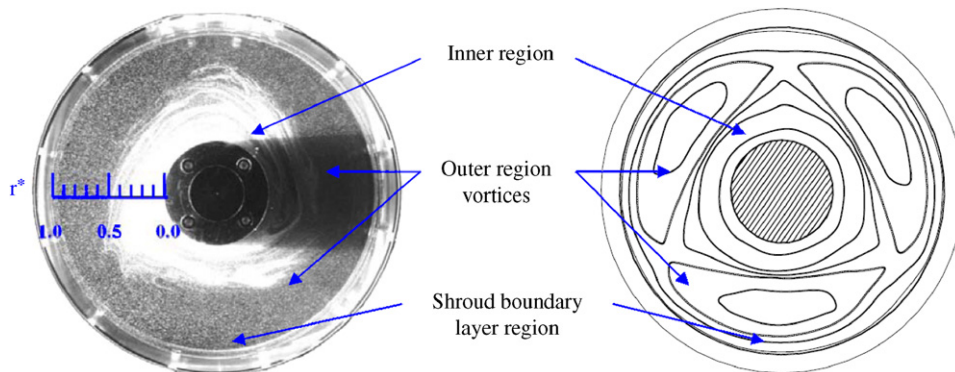 Inner region
Outer region
vortices
Shroud boundary
layer region
r*
1.0 0.5 0.0